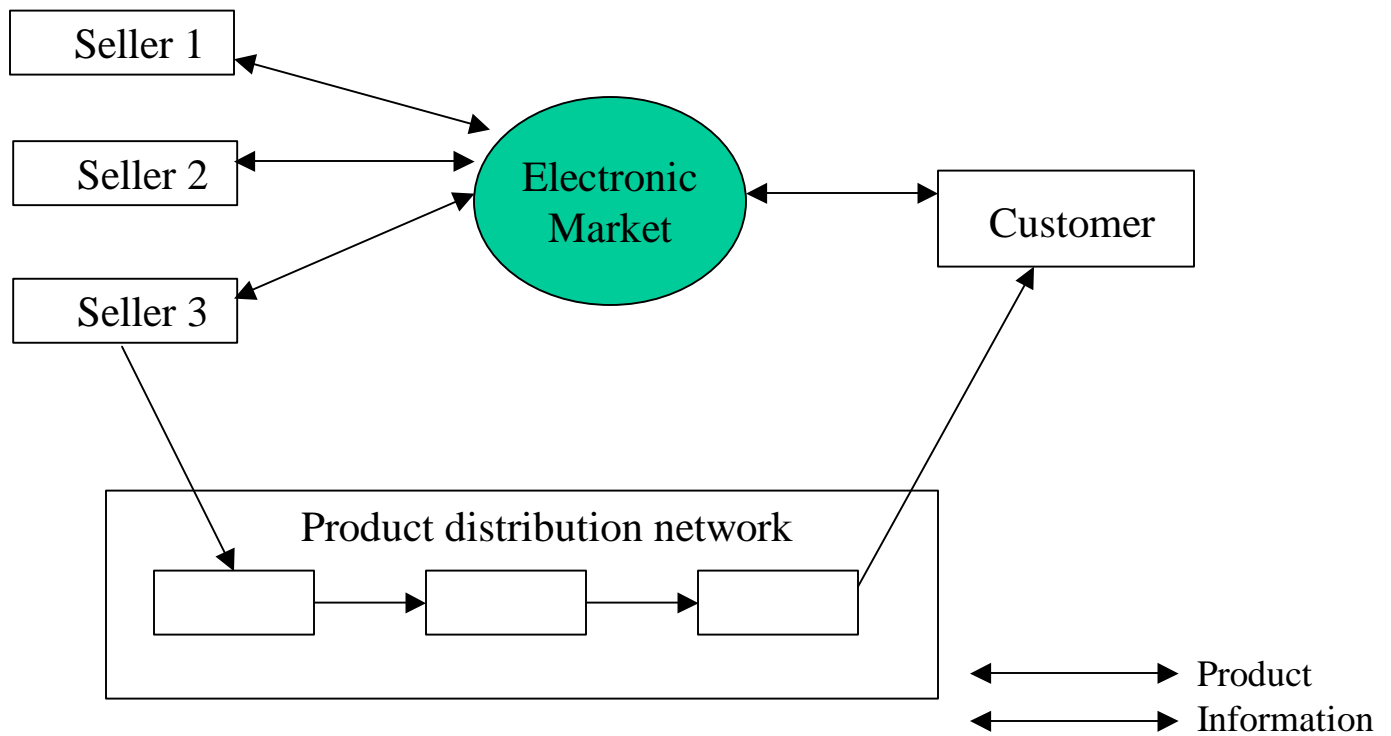 Seller 1
Seller 2
Seller 3
Electronic
Market
Customer
Product distribution network
Product
Information